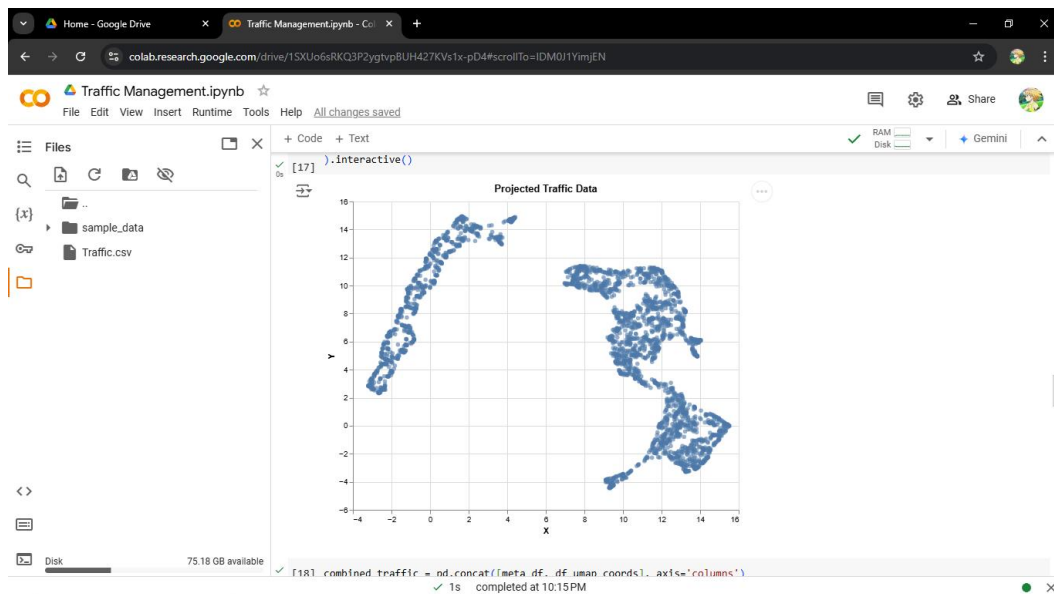 Home - Google Drive
Traffic Management.ipynb - Co
colab.research.google.com/drive/1SXUo6sRKQ3P2ygtvpBUH427KVs1x-pD4#scrollTo=IDM0J1YimjEN
CO
Traffic Management.ipynb
File Edit View Insert Runtime Tools Help All changes saved
Share
Files
+ Code + Text
RAM
Disk
Gemini
[17]
0s
).interactive()
{x}
..
sample_data
Traffic.csv
Projected Traffic Data
16
14
12
10
8
6
4
2
0
−2
−4
−6
Y
−4 −2 0 2 4 6 8 10 12 14 16
X
Disk 75.18 GB available
[18] combined_traffic = pd.concat([meta_df, df_umap_coords], axis='columns')
1s completed at 10:15 PM